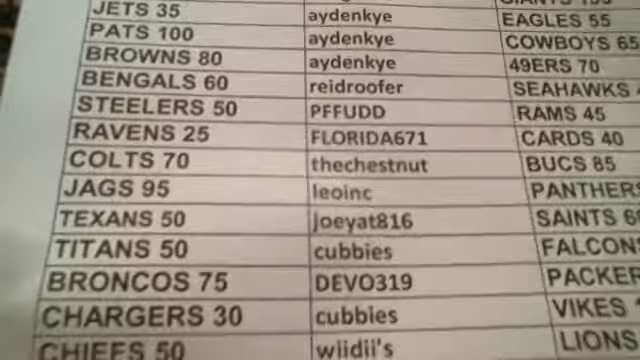 JETS 35 aydenkye EAGLES 55
PATS 100 aydenkye COWBOYS 65
BROWNS 80 aydenkye 49ERS 70
BENGALS 60 reidroofer SEAHAWKS
STEELERS 50 PFFUDD RAMS 45
RAVENS 25 FLORIDA671 CARDS 40
COLTS 70 thechestnut BUCS 85
JAGS 95 leoinc PANTHERS
TEXANS 50 joeyat816 SAINTS
TITANS 50 cubbies FALCON
BRONCOS 75 DEVO319 PACKER
CHARGERS 30 cubbies VIKES
CHIEFS 50 wlidii's LIONS